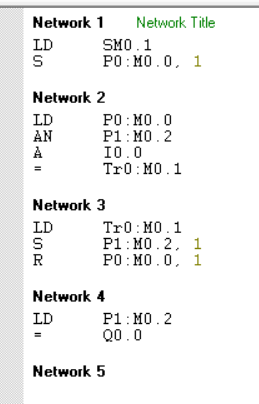 Network 1 Network Title
LD SM0.1
S P0:M0.0, 1
Network 2
LD P0:M0.0
AN P1:M0.2
A I0.0
= Tr0:M0.1
Network 3
LD Tr0:M0.1
S P1:M0.2, 1
R P0:M0.0, 1
Network 4
LD P1:M0.2
= Q0.0
Network 5